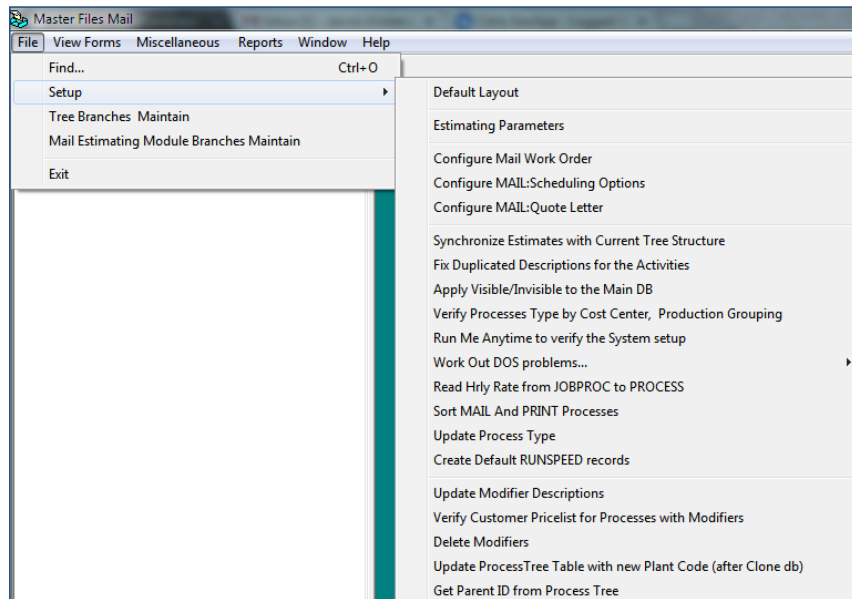 Master Files Mail
File View Forms Miscellaneous Reports Window Help
Find... Ctrl+O
Setup
Tree Branches Maintain
Mail Estimating Module Branches Maintain
Exit
Default Layout
Estimating Parameters
Configure Mail Work Order
Configure MAIL:Scheduling Options
Configure MAIL:Quote Letter
Synchronize Estimates with Current Tree Structure
Fix Duplicated Descriptions for the Activities
Apply Visible/Invisible to the Main DB
Verify Processes Type by Cost Center, Production Grouping
Run Me Anytime to verify the System setup
Work Out DOS problems...
Read Hrly Rate from JOBPROC to PROCESS
Sort MAIL And PRINT Processes
Update Process Type
Create Default RUNSPEED records
Update Modifier Descriptions
Verify Customer Pricelist for Processes with Modifiers
Delete Modifiers
Update ProcessTree Table with new Plant Code (after Clone db)
Get Parent ID from Process Tree